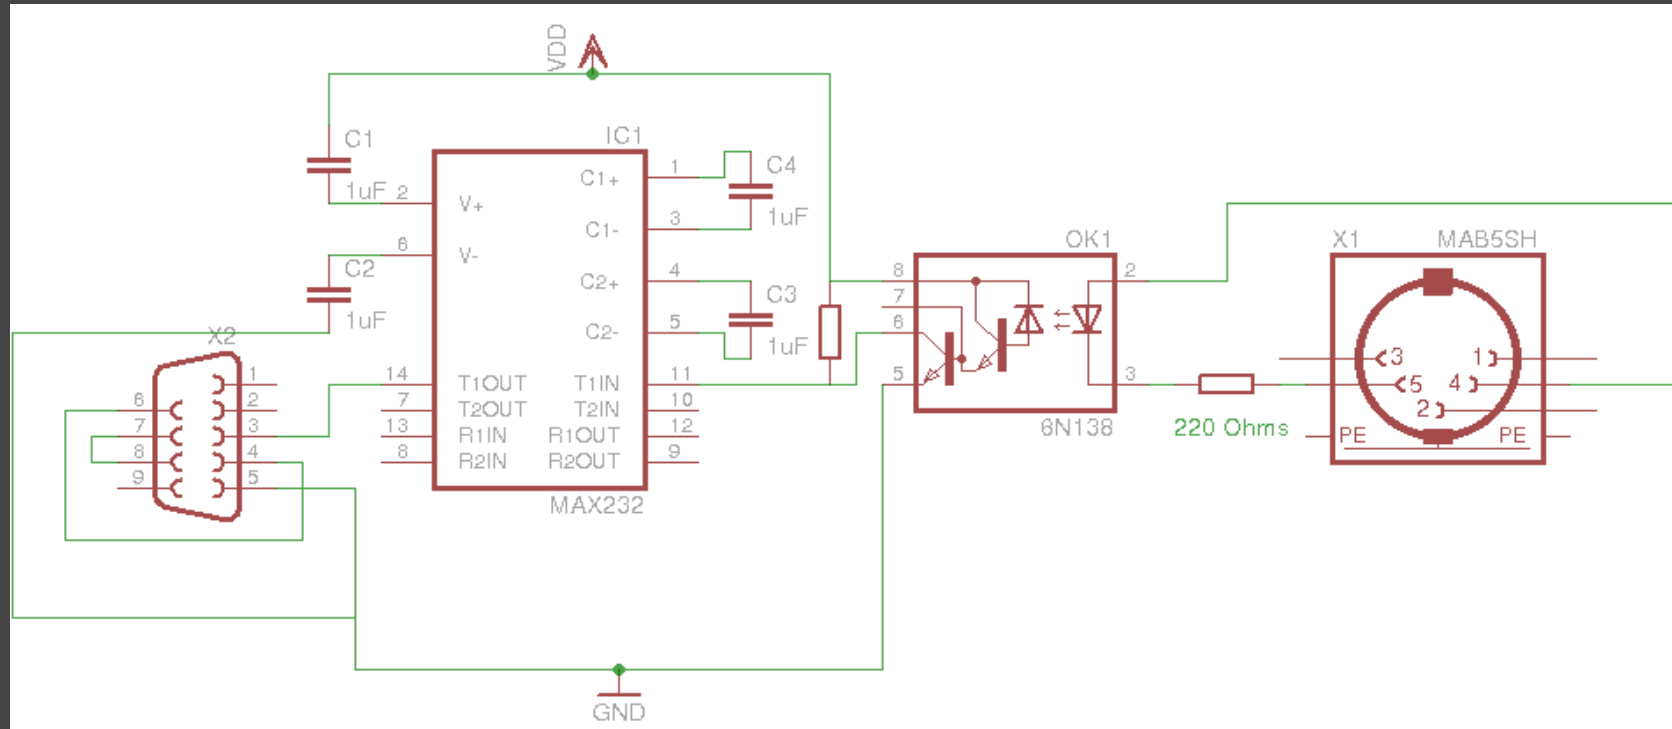 VDD
C1
1uF
C2
1uF
IC1
2
V+
6
V-
C1+
1
C1-
3
C2+
4
C2-
5
C4
1uF
C3
1uF
14
T1OUT
T1IN
11
7
T2OUT
T2IN
10
13
R1IN
R1OUT
12
8
R2IN
R2OUT
9
MAX232
X2
1
6
2
7
3
8
4
9
5
GND
OK1
8
7
6
5
2
3
6N138
220 Ohms
X1
MAB5SH
3
1
5
4
2
PE
PE